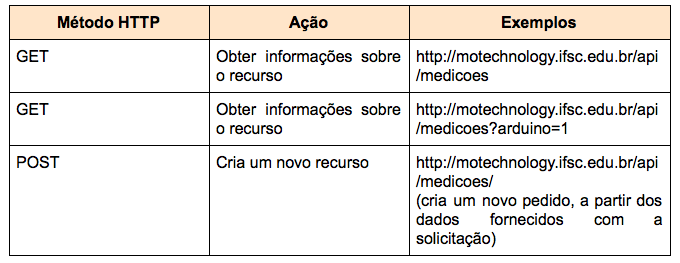 Método HTTP Ação Exemplos
GET Obter informações sobre http://motechnology.ifsc.edu.br/api
o recurso /medicoes
GET Obter informações sobre http://motechnology.ifsc.edu.br/api
o recurso /medicoes?arduino=1
POST Cria um novo recurso http://motechnology.ifsc.edu.br/api
/medicoes/
(cria um novo pedido, a partir dos
dados fornecidos com a
solicitação)